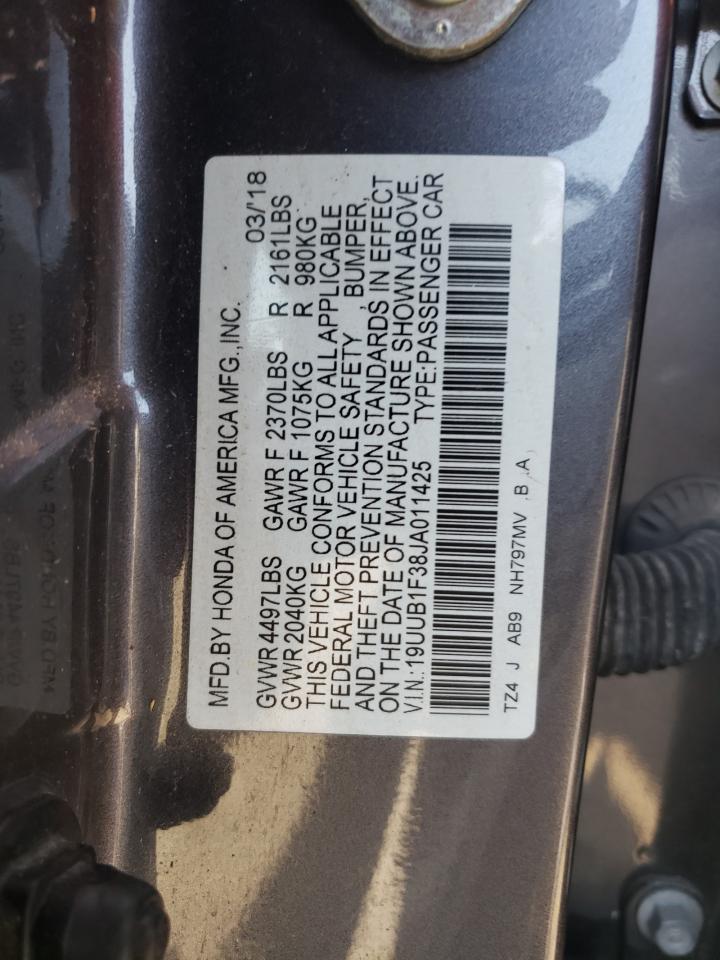 MFD.BY HONDA OF AMERICA MFG.,INC. 03/'18
GVWR 4497LBS GAWR F 2370LBS R 2161LBS
GVWR 2040KG GAWR F 1075KG R 980KG
THIS VEHICLE CONFORMS TO ALL APPLICABLE
FEDERAL MOTOR VEHICLE SAFETY , BUMPER,
AND THEFT PREVENTION STANDARDS IN EFFECT
ON THE DATE OF MANUFACTURE SHOWN ABOVE.
V.I.N.:19UUB1F38JA011425 TYPE:PASSENGER CAR
TZ4 J AB9 NH797MV ,B ,A